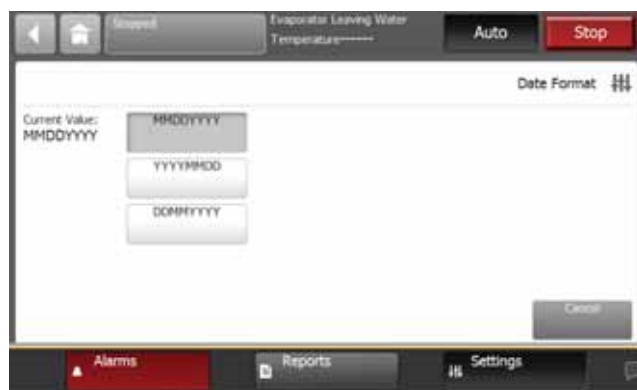 Stopped
Evaporator Leaving Water
Temperature------
Auto
Stop
Date Format
Current Value:
MMDDYYYY
MMDDYYYY
YYYYMMDD
DDMMYYYY
Cancel
Alarms
Reports
Settings